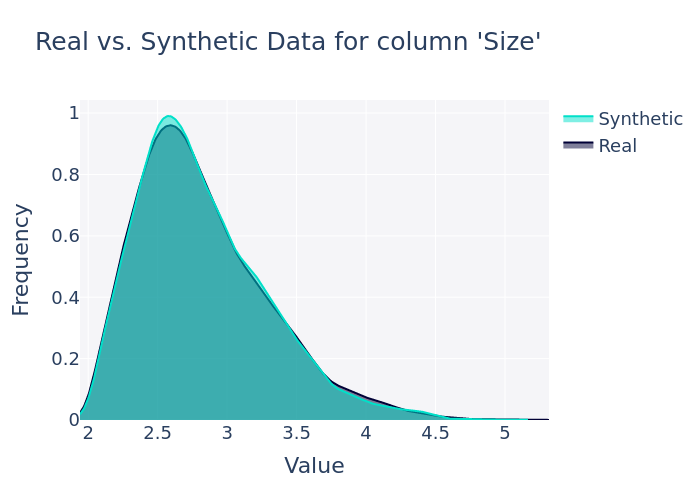 Real vs. Synthetic Data for column 'Size'
Synthetic
Real
Frequency
1
0.8
0.6
0.4
0.2
0
2
2.5
3
3.5
4
4.5
5
Value